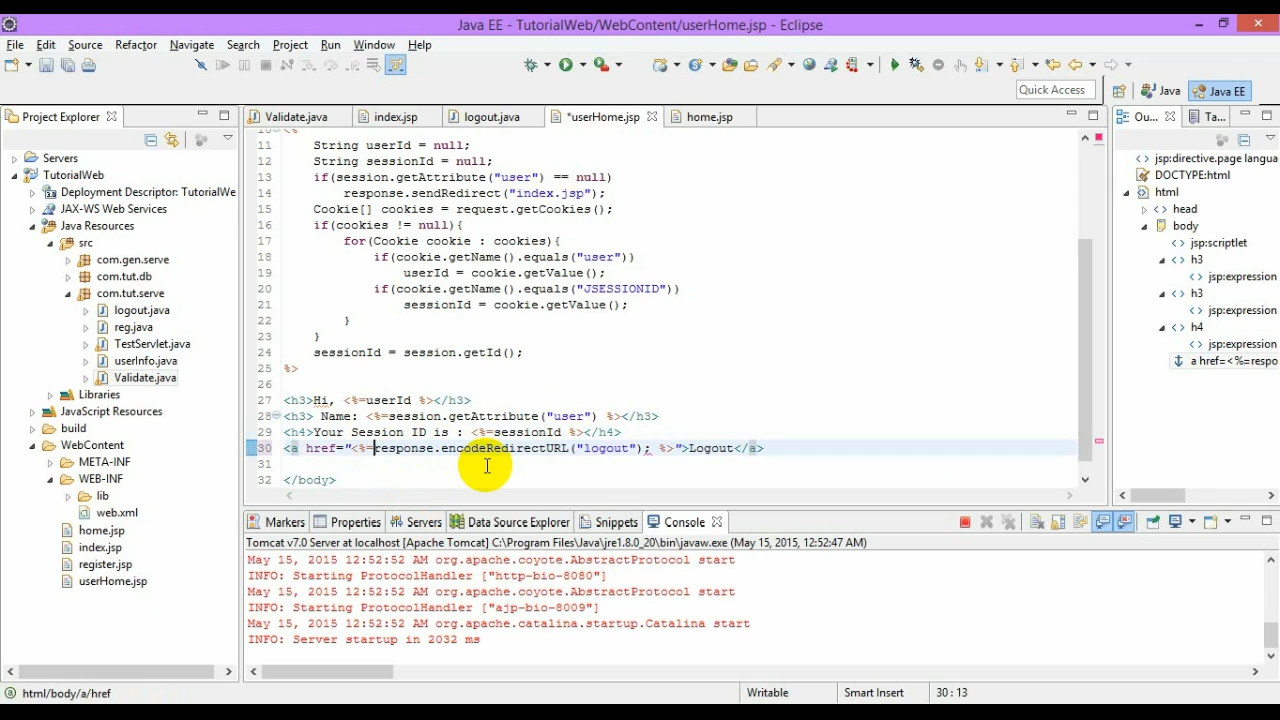 Java EE - TutorialWeb/WebContent/userHome.jsp - Eclipse
File Edit Source Refactor Navigate Search Project Run Window Help
Quick Access
Java
Java EE
Project Explorer
Validate.java
index.jsp
logout.java
*userHome.jsp
home.jsp
Ou...
Ta...
Servers
TutorialWeb
Deployment Descriptor: TutorialWe
JAX-WS Web Services
Java Resources
src
com.gen.serve
com.tut.db
com.tut.serve
logout.java
reg.java
TestServlet.java
userInfo.java
Validate.java
Libraries
JavaScript Resources
build
WebContent
META-INF
WEB-INF
lib
web.xml
home.jsp
index.jsp
register.jsp
userHome.jsp
10 <%
11 String userId = null;
12 String sessionId = null;
13 if(session.getAttribute("user") == null)
14 response.sendRedirect("index.jsp");
15 Cookie[] cookies = request.getCookies();
16 if(cookies != null){
17 for(Cookie cookie : cookies){
18 if(cookie.getName().equals("user"))
19 userId = cookie.getValue();
20 if(cookie.getName().equals("JSESSIONID"))
21 sessionId = cookie.getValue();
22 }
23 }
24 sessionId = session.getId();
25 %>
26
27 <h3>Hi, <%=userId %></h3>
28 <h3> Name: <%=session.getAttribute("user") %></h3>
29 <h4>Your Session ID is : <%=sessionId %></h4>
30 <a href="<%=response.encodeRedirectURL("logout"); %>">Logout</a>
31
32 </body>
jsp:directive.page langua
DOCTYPE:html
html
head
body
jsp:scriptlet
h3
jsp:expression
h3
jsp:expression
h4
jsp:expression
a href=<%=respo
Markers
Properties
Servers
Data Source Explorer
Snippets
Console
Tomcat v7.0 Server at localhost [Apache Tomcat] C:\Program Files\Java\jre1.8.0_20\bin\javaw.exe (May 15, 2015, 12:52:47 AM)
May 15, 2015 12:52:52 AM org.apache.coyote.AbstractProtocol start
INFO: Starting ProtocolHandler ["http-bio-8080"]
May 15, 2015 12:52:52 AM org.apache.coyote.AbstractProtocol start
INFO: Starting ProtocolHandler ["ajp-bio-8009"]
May 15, 2015 12:52:52 AM org.apache.catalina.startup.Catalina start
INFO: Server startup in 2032 ms
html/body/a/href
Writable
Smart Insert
30 : 13